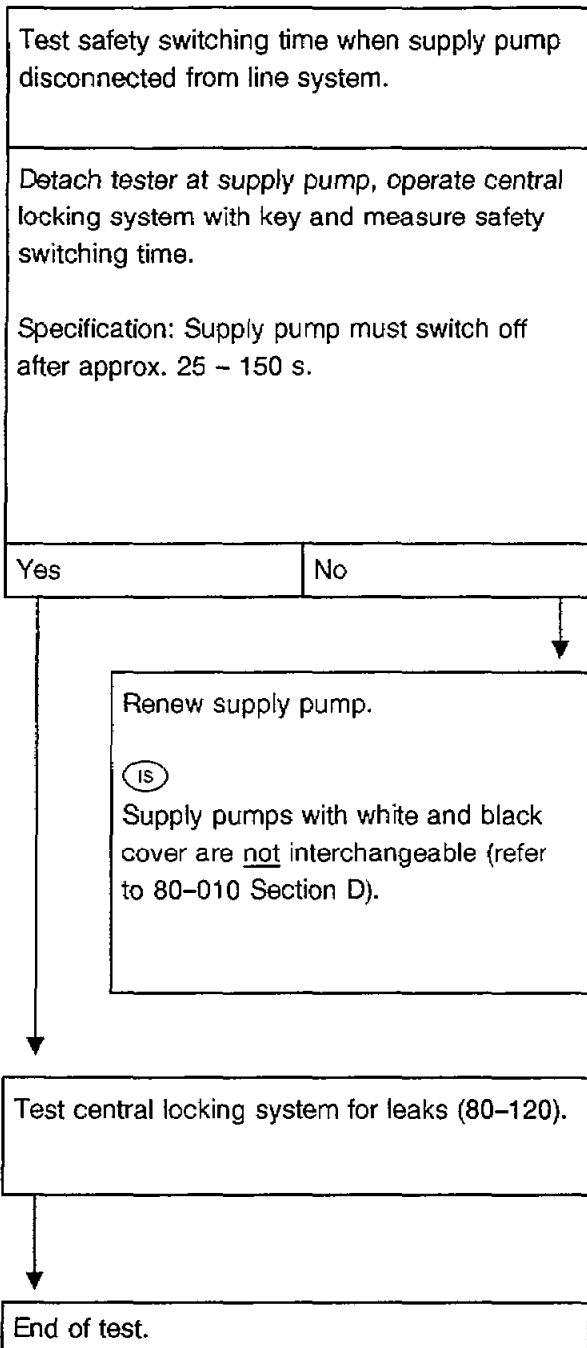 Test safety switching time when supply pump
disconnected from line system.
Detach tester at supply pump, operate central
locking system with key and measure safety
switching time.
Specification: Supply pump must switch off
after approx. 25 – 150 s.
Yes
No
Renew supply pump.
IS
Supply pumps with white and black
cover are not interchangeable (refer
to 80–010 Section D).
Test central locking system for leaks (80–120).
End of test.